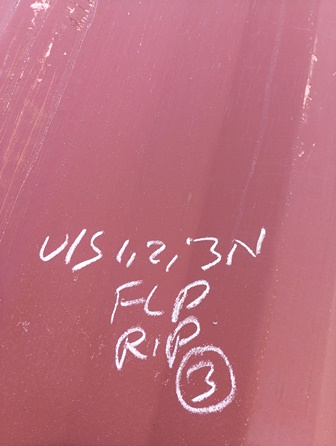 U/S 1,2,3N
FLP
RIP
3